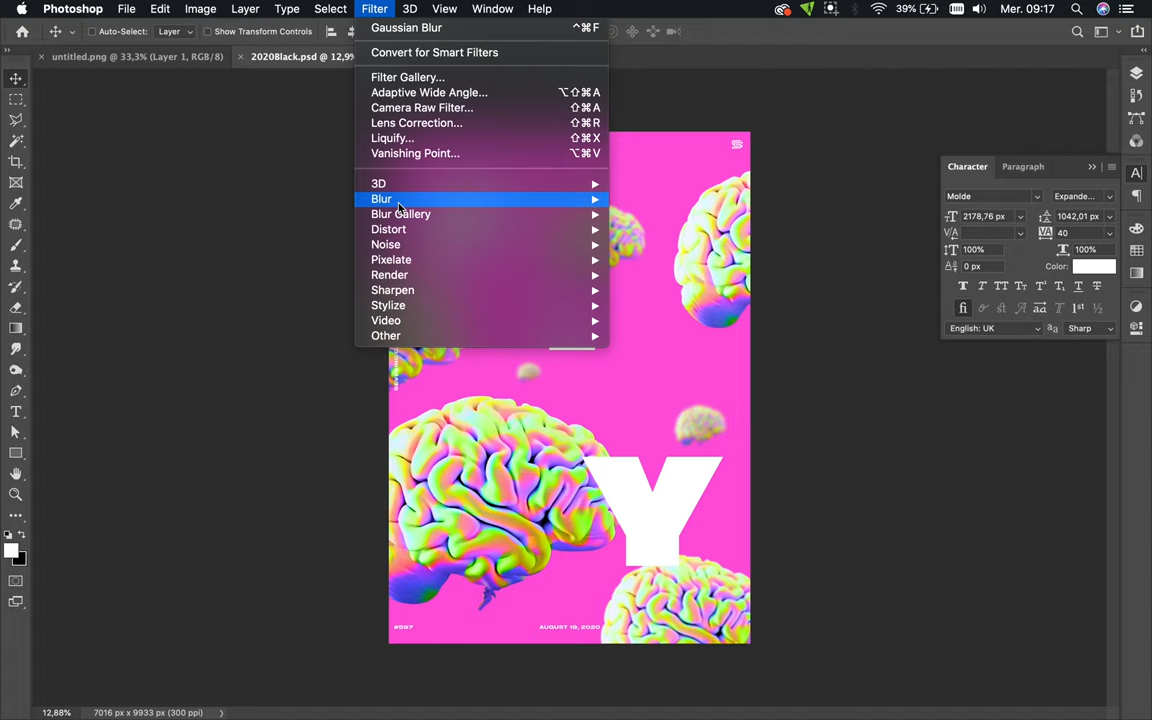 Photoshop File Edit Image Layer Type Select Filter 3D View Window Help 39% Mer. 09:17
Auto-Select: Layer Show Transform Controls
× untitled.png @ 33,3% (Layer 1, RGB/8) × 2020Black.psd @ 12,9%
Gaussian Blur ^⌘F
Convert for Smart Filters
Filter Gallery...
Adaptive Wide Angle... ⌥⇧⌘A
Camera Raw Filter... ⇧⌘A
Lens Correction... ⇧⌘R
Liquify... ⇧⌘X
Vanishing Point... ⌥⌘V
3D
Blur
Blur Gallery
Distort
Noise
Pixelate
Render
Sharpen
Stylize
Video
Other
Character Paragraph
Molde Expande...
2178,76 px 1042,01 px
40
100% 100%
0 px Color:
English: UK Sharp
Y
#597 AUGUST 19, 2020
12,88% 7016 px x 9933 px (300 ppi)